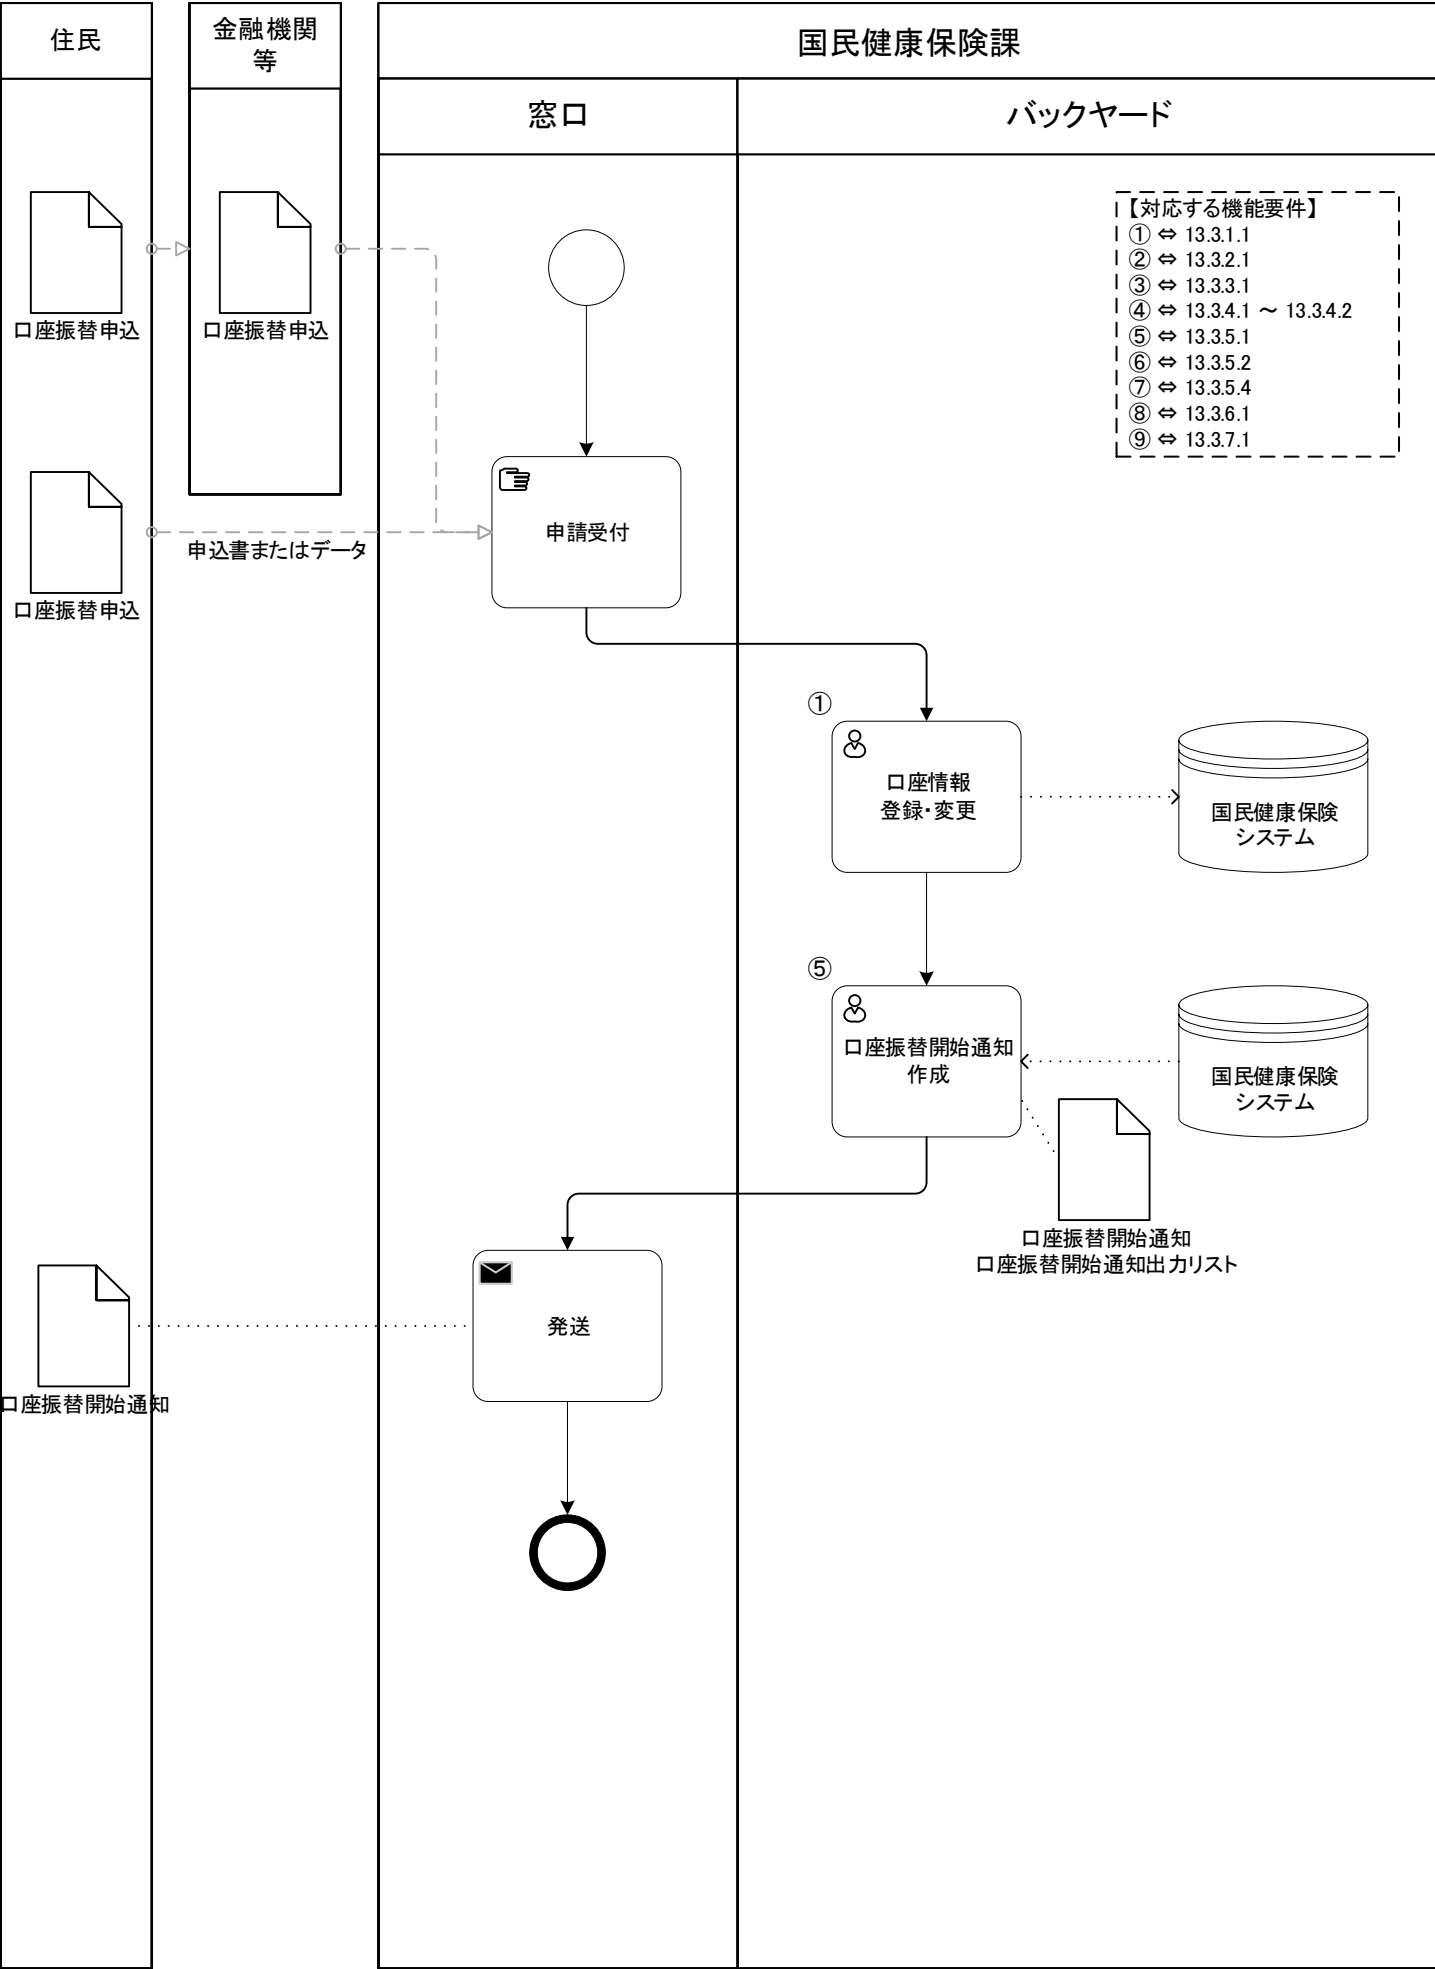 住民
金融機関
等
国民健康保険課
窓口
バックヤード
【対応する機能要件】
① ⇔ 13.3.1.1
② ⇔ 13.3.2.1
③ ⇔ 13.3.3.1
④ ⇔ 13.3.4.1 ～ 13.3.4.2
⑤ ⇔ 13.3.5.1
⑥ ⇔ 13.3.5.2
⑦ ⇔ 13.3.5.4
⑧ ⇔ 13.3.6.1
⑨ ⇔ 13.3.7.1
口座振替申込
口座振替申込
申請受付
申込書またはデータ
口座振替申込
①
口座情報
登録・変更
国民健康保険
システム
⑤
口座振替開始通知
作成
国民健康保険
システム
口座振替開始通知
口座振替開始通知出力リスト
発送
口座振替開始通知